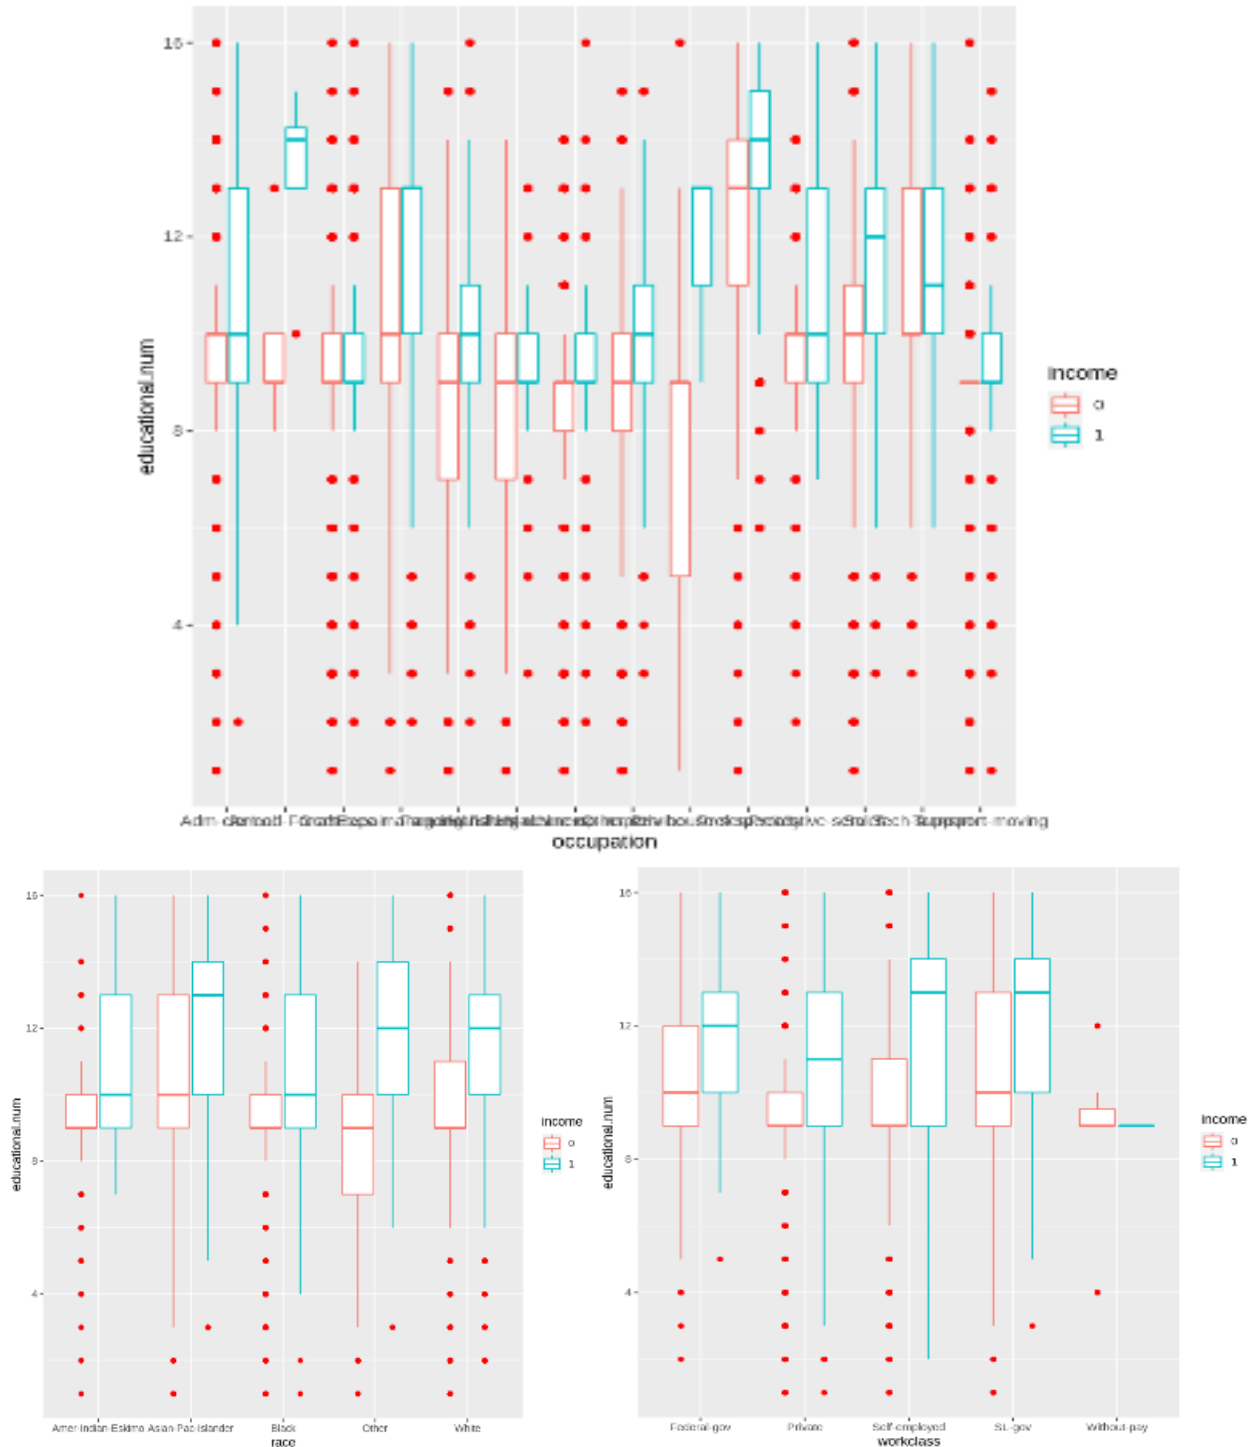 16
12
8
4
educational.num
occupation
income
0
1
16
12
8
4
educational.num
Amer-Indian-Eskimo Asian-Pac-Islander Black Other White
race
income
0
1
16
12
8
4
educational.num
Federal-gov Private Self-employed SL-gov Without-pay
workclass
income
0
1